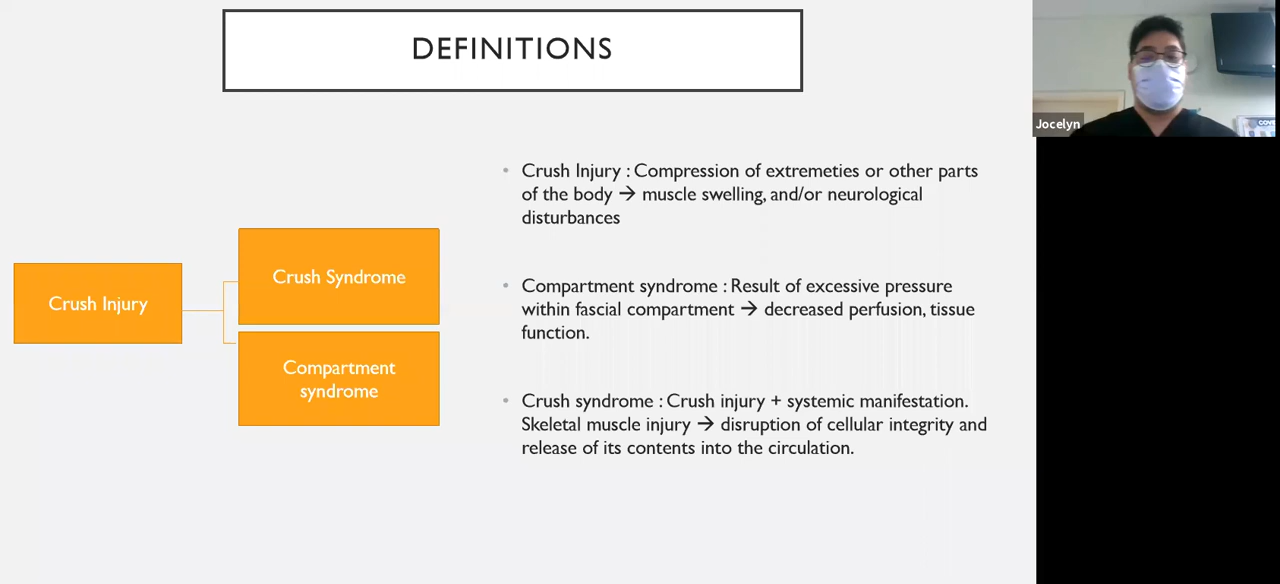 DEFINITIONS
Crush Injury
Crush Syndrome
Compartment
syndrome
• Crush Injury : Compression of extremeties or other parts
of the body → muscle swelling, and/or neurological
disturbances
• Compartment syndrome : Result of excessive pressure
within fascial compartment → decreased perfusion, tissue
function.
• Crush syndrome : Crush injury + systemic manifestation.
Skeletal muscle injury → disruption of cellular integrity and
release of its contents into the circulation.
Jocelyn